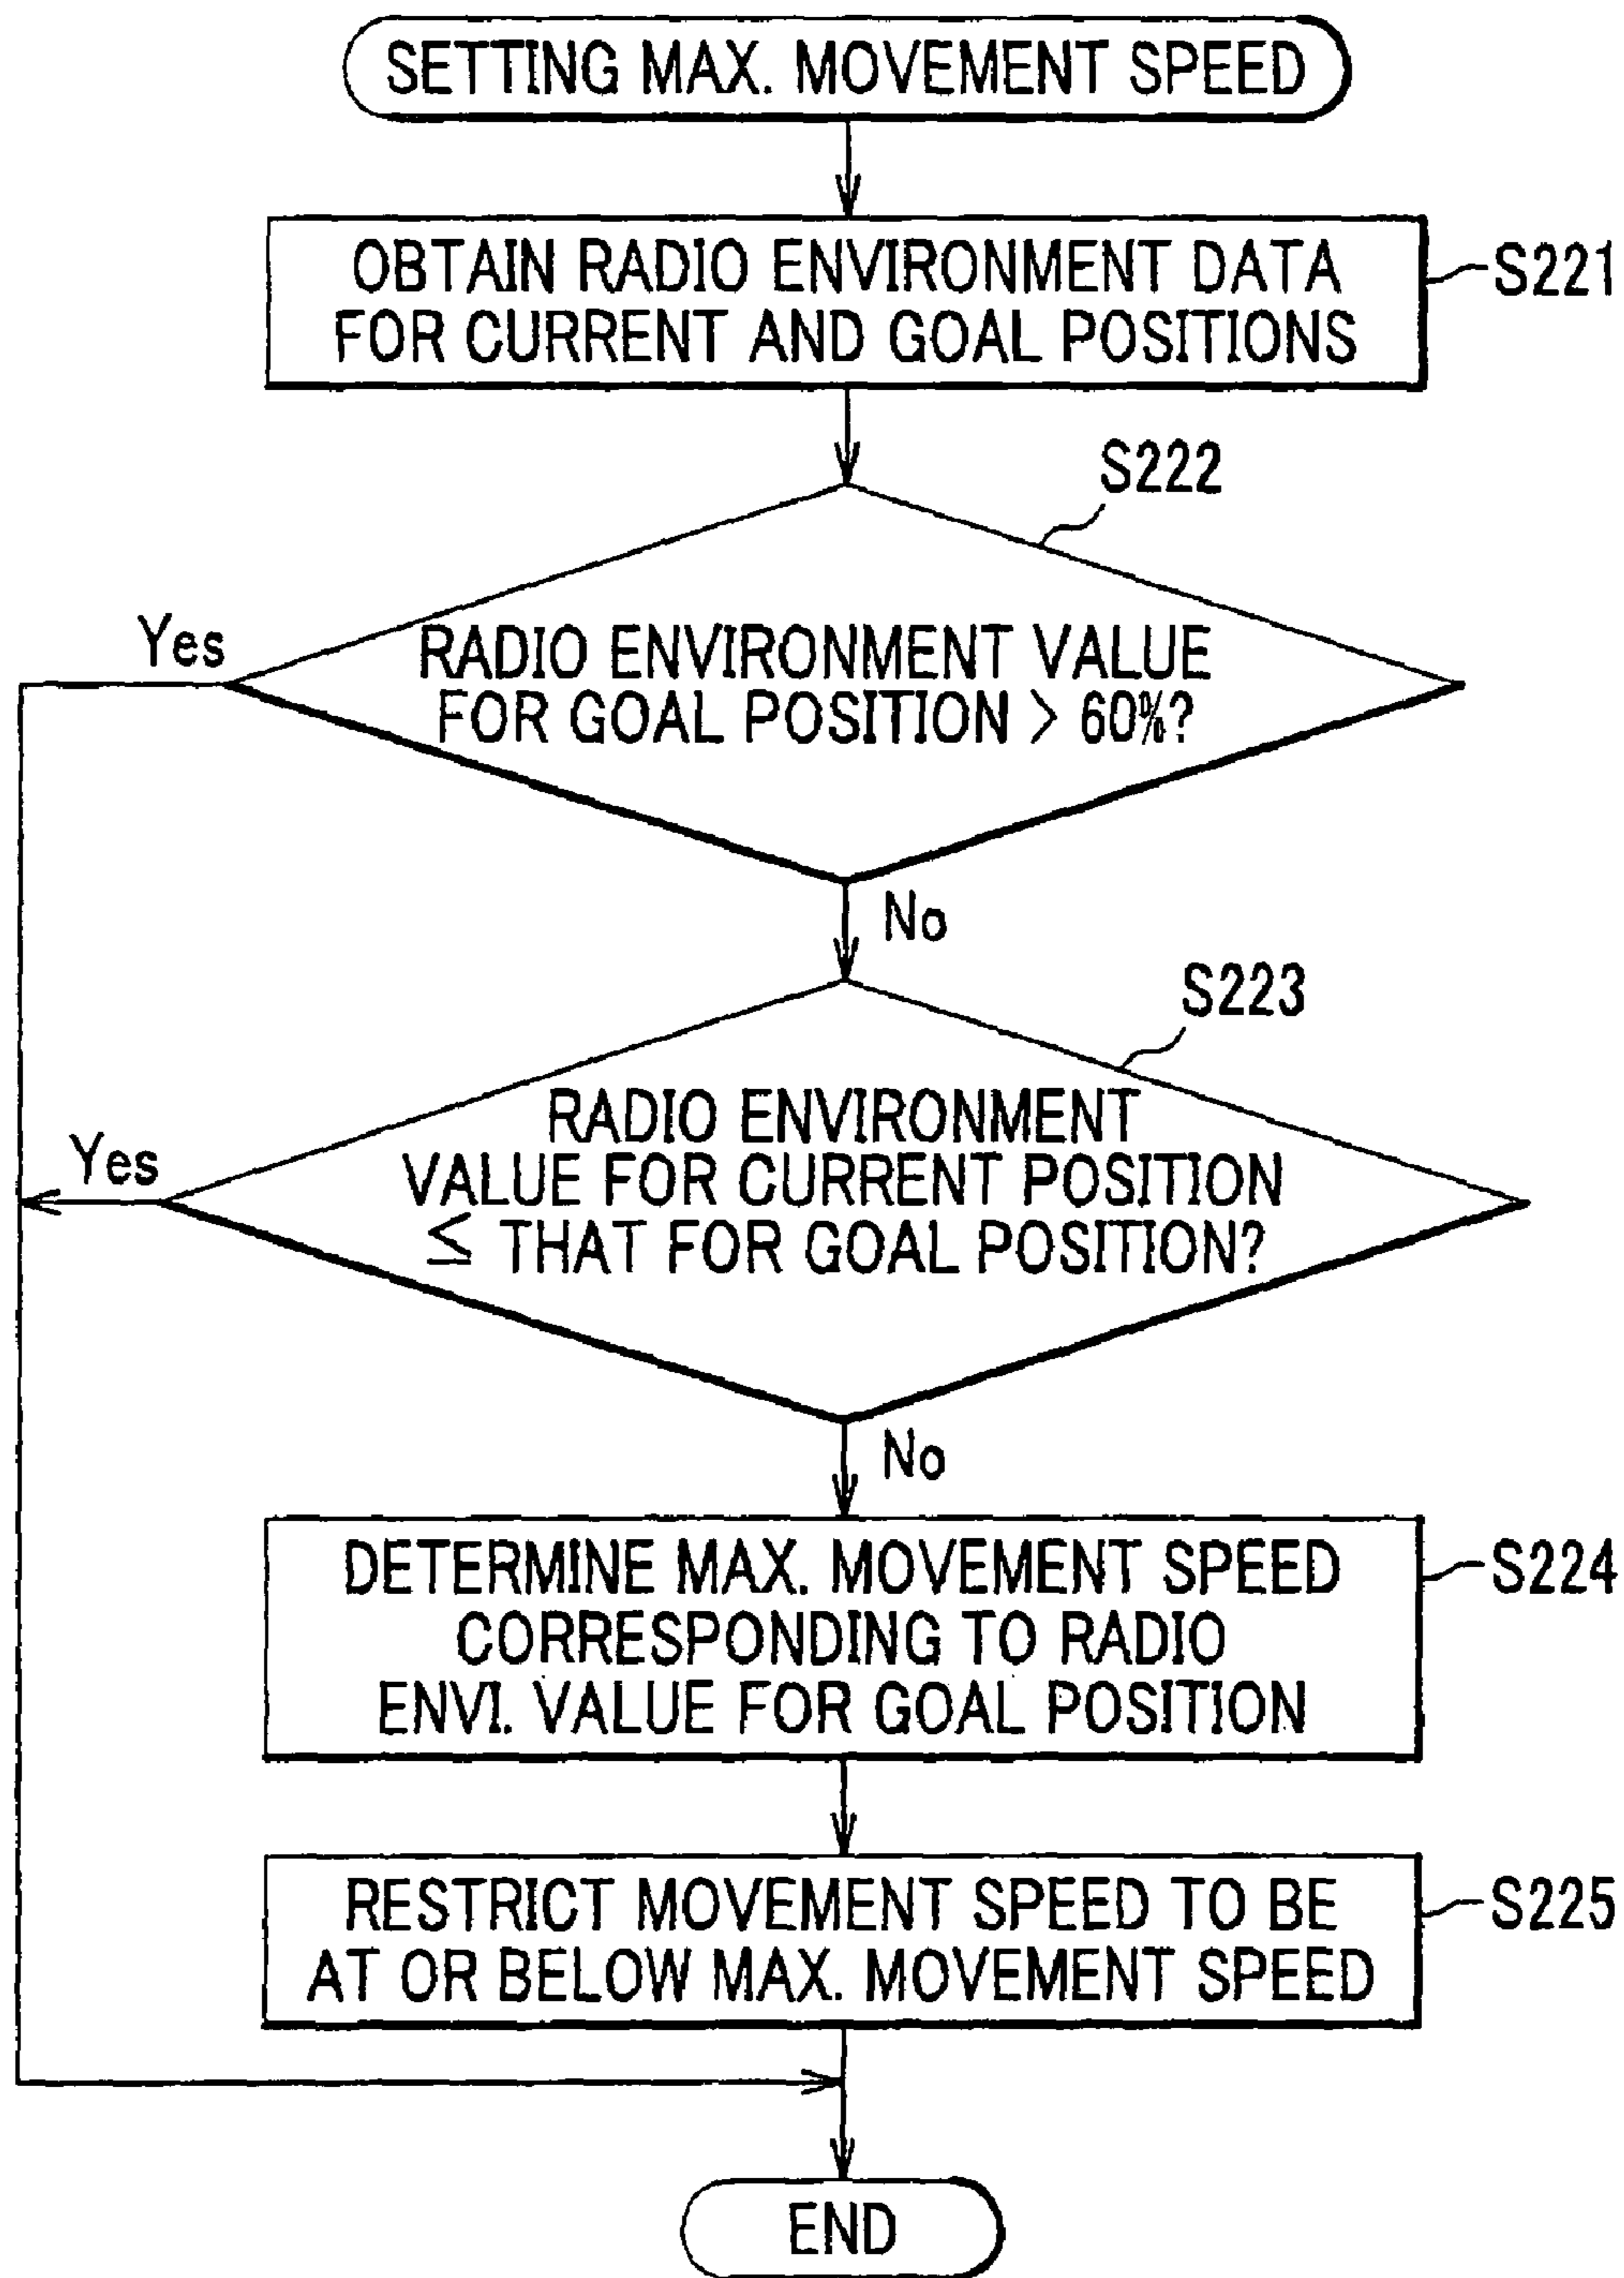 SETTING MAX. MOVEMENT SPEED
OBTAIN RADIO ENVIRONMENT DATA
FOR CURRENT AND GOAL POSITIONS
S221
S222
Yes
RADIO ENVIRONMENT VALUE
FOR GOAL POSITION > 60%?
No
S223
Yes
RADIO ENVIRONMENT
VALUE FOR CURRENT POSITION
≤ THAT FOR GOAL POSITION?
No
DETERMINE MAX. MOVEMENT SPEED
CORRESPONDING TO RADIO
ENVI. VALUE FOR GOAL POSITION
S224
RESTRICT MOVEMENT SPEED TO BE
AT OR BELOW MAX. MOVEMENT SPEED
S225
END